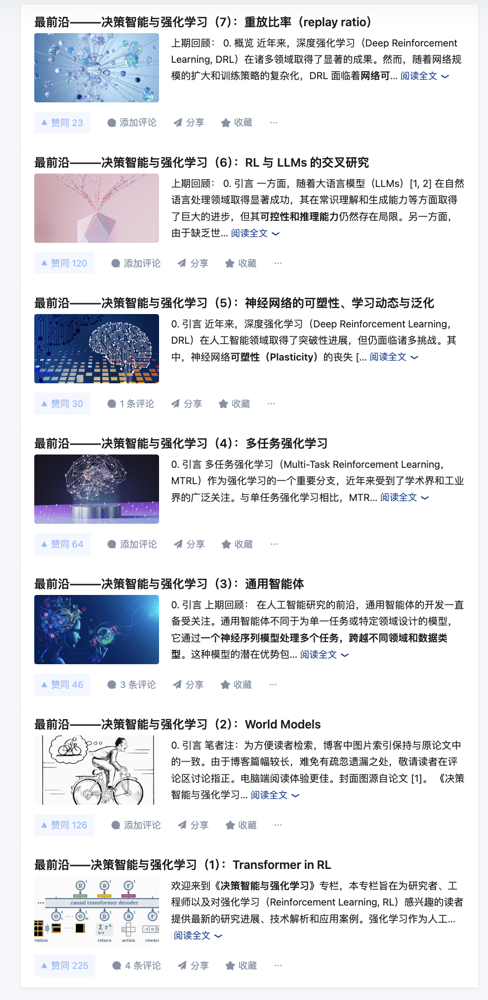 最前沿———决策智能与强化学习（7）：重放比率（replay ratio）
上期回顾： 0. 概览 近年来，深度强化学习（Deep Reinforcement
Learning, DRL）在诸多领域取得了显著的成果。然而，随着网络规
模的扩大和训练策略的复杂化，DRL 面临着网络可... 阅读全文
赞同 23 添加评论 分享 收藏 ···
最前沿———决策智能与强化学习（6）：RL 与 LLMs 的交叉研究
上期回顾： 0. 引言 一方面，随着大语言模型（LLMs）[1, 2] 在自然
语言处理领域取得显著成功，其在常识理解和生成能力等方面取得
了巨大的进步，但其可控性和推理能力仍然存在局限。另一方面，
由于缺乏世... 阅读全文
赞同 120 添加评论 分享 收藏 ···
最前沿———决策智能与强化学习（5）：神经网络的可塑性、学习动态与泛化
0. 引言 近年来，深度强化学习（Deep Reinforcement Learning，
DRL）在人工智能领域取得了突破性进展，但仍面临诸多挑战。其
中，神经网络可塑性（Plasticity）的丧失 [... 阅读全文
赞同 30 1 条评论 分享 收藏 ···
最前沿———决策智能与强化学习（4）：多任务强化学习
0. 引言 多任务强化学习（Multi-Task Reinforcement Learning，
MTRL）作为强化学习的一个重要分支，近年来受到了学术界和工业
界的广泛关注。与单任务强化学习相比，MTR... 阅读全文
赞同 64 添加评论 分享 收藏 ···
最前沿———决策智能与强化学习（3）：通用智能体
0. 引言 上期回顾： 在人工智能研究的前沿，通用智能体的开发一直
备受关注。通用智能体不同于为单一任务或特定领域设计的模型，
它通过一个神经序列模型处理多个任务，跨越不同领域和数据类
型。这种模型的潜在优势包... 阅读全文
赞同 46 3 条评论 分享 收藏 ···
最前沿———决策智能与强化学习（2）：World Models
0. 引言 笔者注：为方便读者检索，博客中图片索引保持与原论文中
的一致。由于博客篇幅较长，难免有疏忽遗漏之处，敬请读者在评
论区讨论指正。电脑端阅读体验更佳。封面图源自论文 [1]。 《决策
智能与强化学习... 阅读全文
赞同 126 添加评论 分享 收藏 ···
最前沿——决策智能与强化学习（1）：Transformer in RL
R t a t r t
causal transformer decoder
o t 1 ··· o t M R t a t r
Σ r k
k>t
-1 0
vation return action reward
欢迎来到《决策智能与强化学习》专栏，本专栏旨在为研究者、工
程师以及对强化学习（Reinforcement Learning, RL）感兴趣的读者
提供最新的研究进展、技术解析和应用案例。强化学习作为人工...
阅读全文
赞同 225 4 条评论 分享 收藏 ···